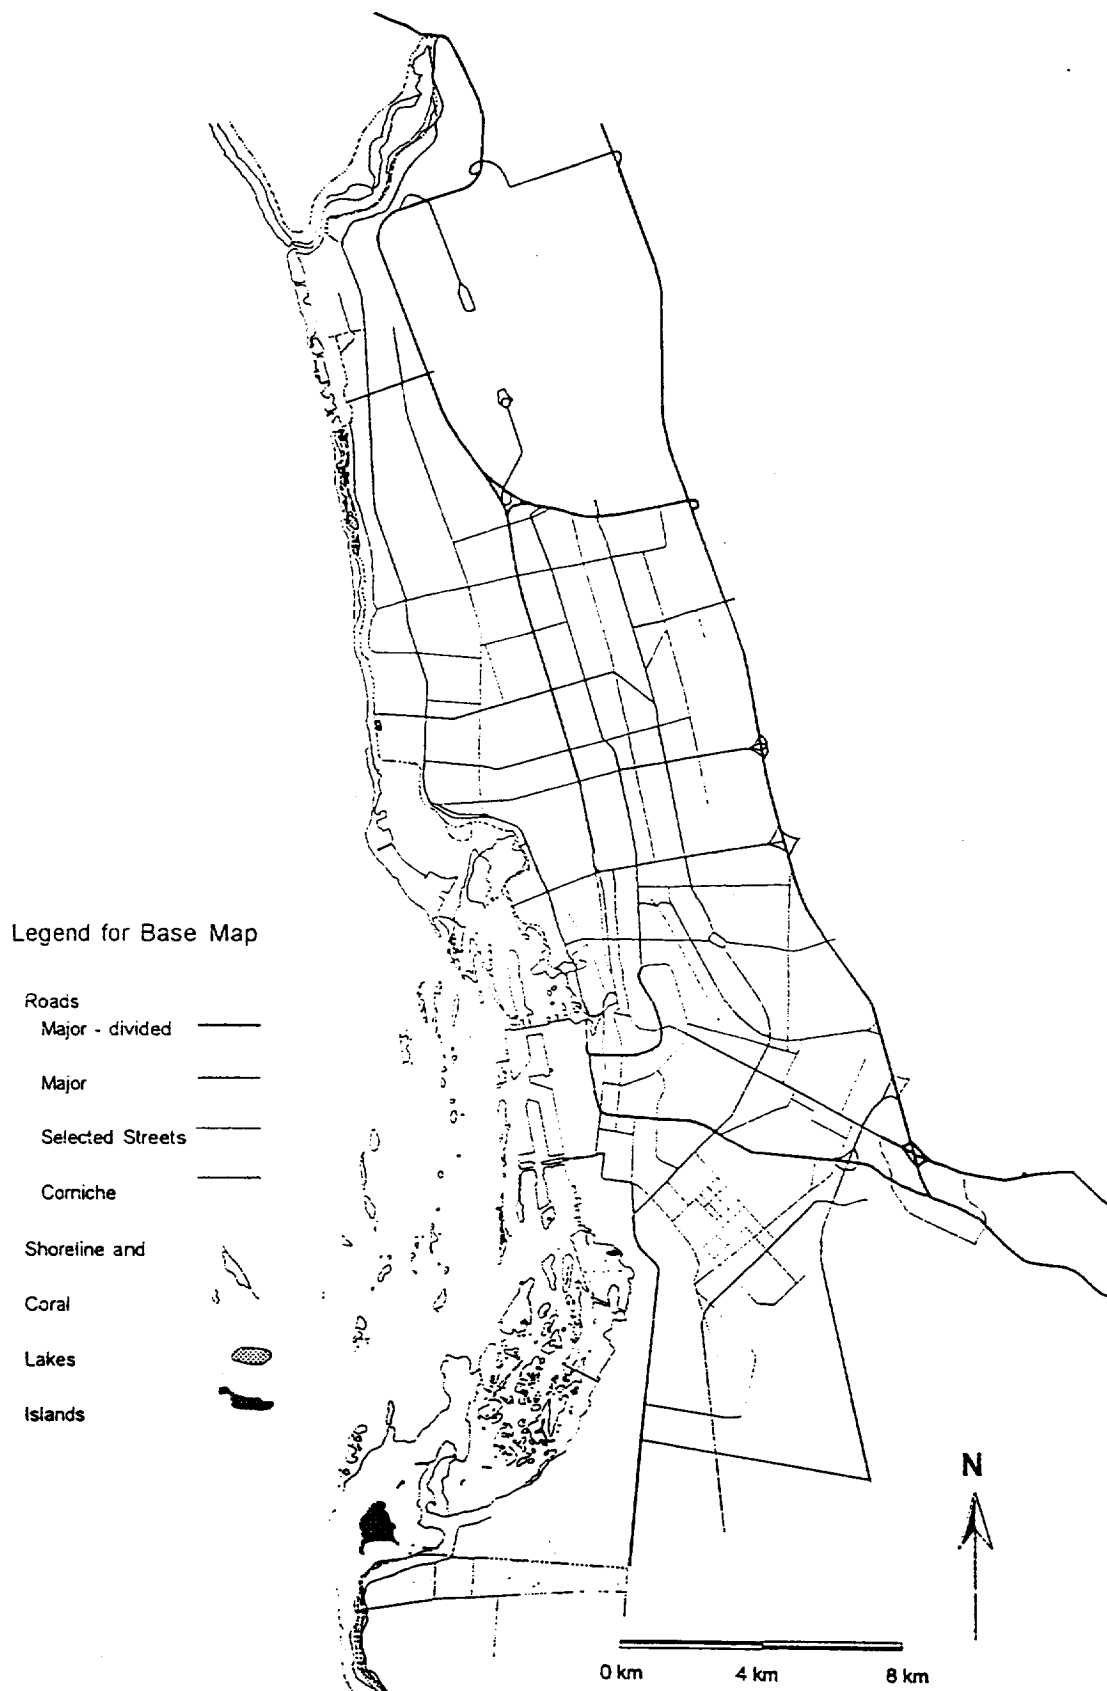 Legend for Base Map
Roads
Major - divided
Major
Selected Streets
Corniche
Shoreline and
Coral
Lakes
Islands
N
0 km 4 km 8 km